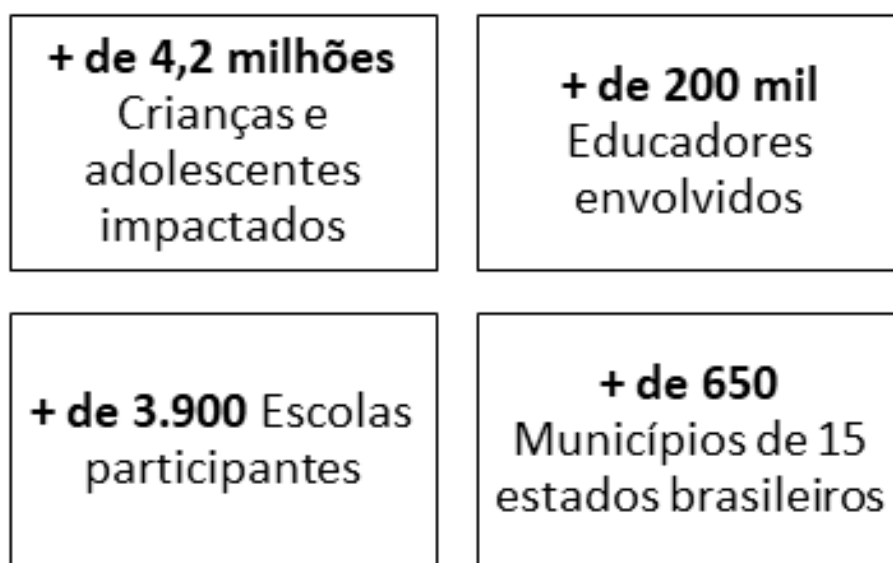 + de 4,2 milhões
Crianças e
adolescentes
impactados
+ de 200 mil
Educadores
envolvidos
+ de 3.900 Escolas
participantes
+ de 650
Municípios de 15
estados brasileiros